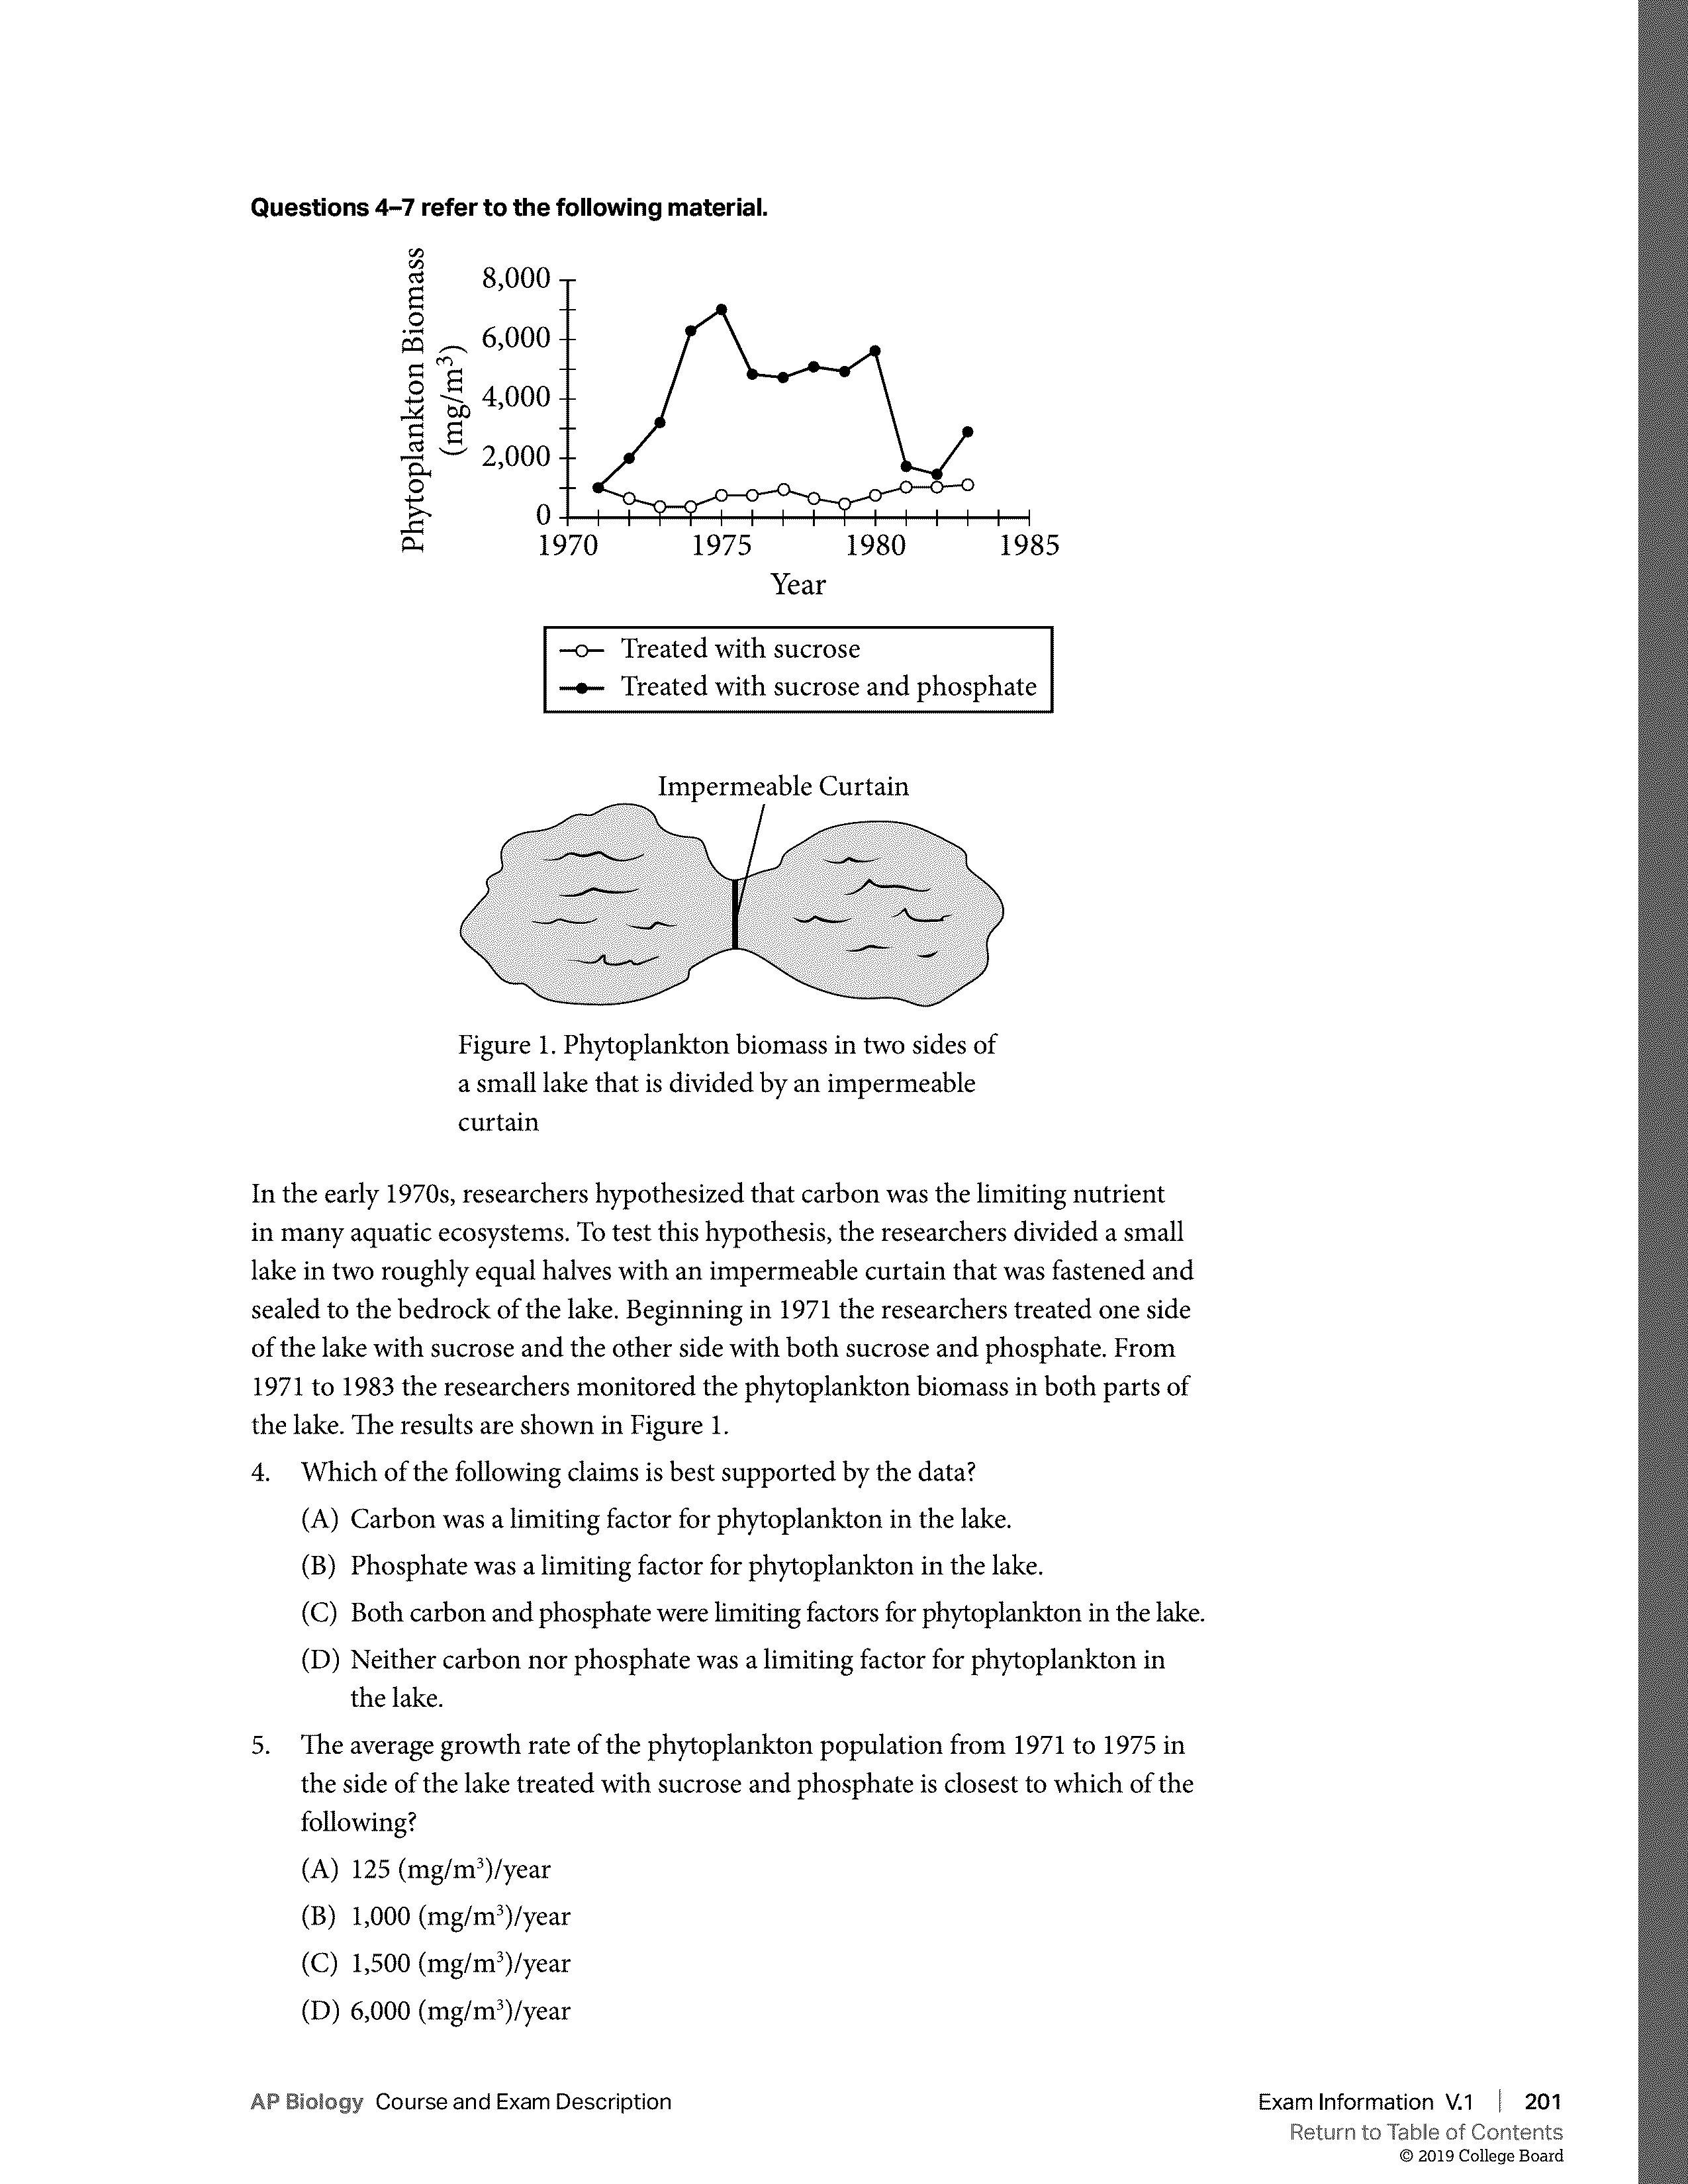 Questions 4–7 refer to the following material.
Phytoplankton Biomass
(mg/m³)
8,000
6,000
4,000
2,000
0
1970
1975
1980
1985
Year
Treated with sucrose
Treated with sucrose and phosphate
Impermeable Curtain
Figure 1. Phytoplankton biomass in two sides of
a small lake that is divided by an impermeable
curtain
In the early 1970s, researchers hypothesized that carbon was the limiting nutrient
in many aquatic ecosystems. To test this hypothesis, the researchers divided a small
lake in two roughly equal halves with an impermeable curtain that was fastened and
sealed to the bedrock of the lake. Beginning in 1971 the researchers treated one side
of the lake with sucrose and the other side with both sucrose and phosphate. From
1971 to 1983 the researchers monitored the phytoplankton biomass in both parts of
the lake. The results are shown in Figure 1.
4. Which of the following claims is best supported by the data?
(A) Carbon was a limiting factor for phytoplankton in the lake.
(B) Phosphate was a limiting factor for phytoplankton in the lake.
(C) Both carbon and phosphate were limiting factors for phytoplankton in the lake.
(D) Neither carbon nor phosphate was a limiting factor for phytoplankton in
the lake.
5. The average growth rate of the phytoplankton population from 1971 to 1975 in
the side of the lake treated with sucrose and phosphate is closest to which of the
following?
(A) 125 (mg/m³)/year
(B) 1,000 (mg/m³)/year
(C) 1,500 (mg/m³)/year
(D) 6,000 (mg/m³)/year
AP Biology Course and Exam Description
Exam Information V.1 | 201
Return to Table of Contents
© 2019 College Board